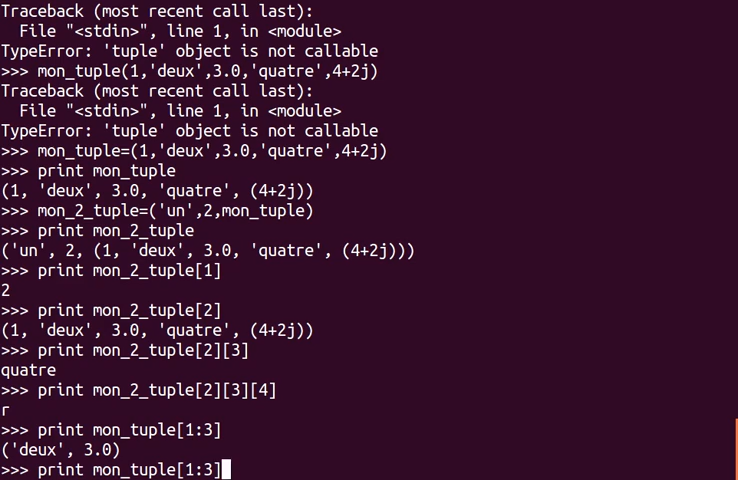 Traceback (most recent call last):
  File "<stdin>", line 1, in <module>
TypeError: 'tuple' object is not callable
>>> mon_tuple(1,'deux',3.0,'quatre',4+2j)
Traceback (most recent call last):
  File "<stdin>", line 1, in <module>
TypeError: 'tuple' object is not callable
>>> mon_tuple=(1,'deux',3.0,'quatre',4+2j)
>>> print mon_tuple
(1, 'deux', 3.0, 'quatre', (4+2j))
>>> mon_2_tuple=('un',2,mon_tuple)
>>> print mon_2_tuple
('un', 2, (1, 'deux', 3.0, 'quatre', (4+2j)))
>>> print mon_2_tuple[1]
2
>>> print mon_2_tuple[2]
(1, 'deux', 3.0, 'quatre', (4+2j))
>>> print mon_2_tuple[2][3]
quatre
>>> print mon_2_tuple[2][3][4]
r
>>> print mon_tuple[1:3]
('deux', 3.0)
>>> print mon_tuple[1:3]